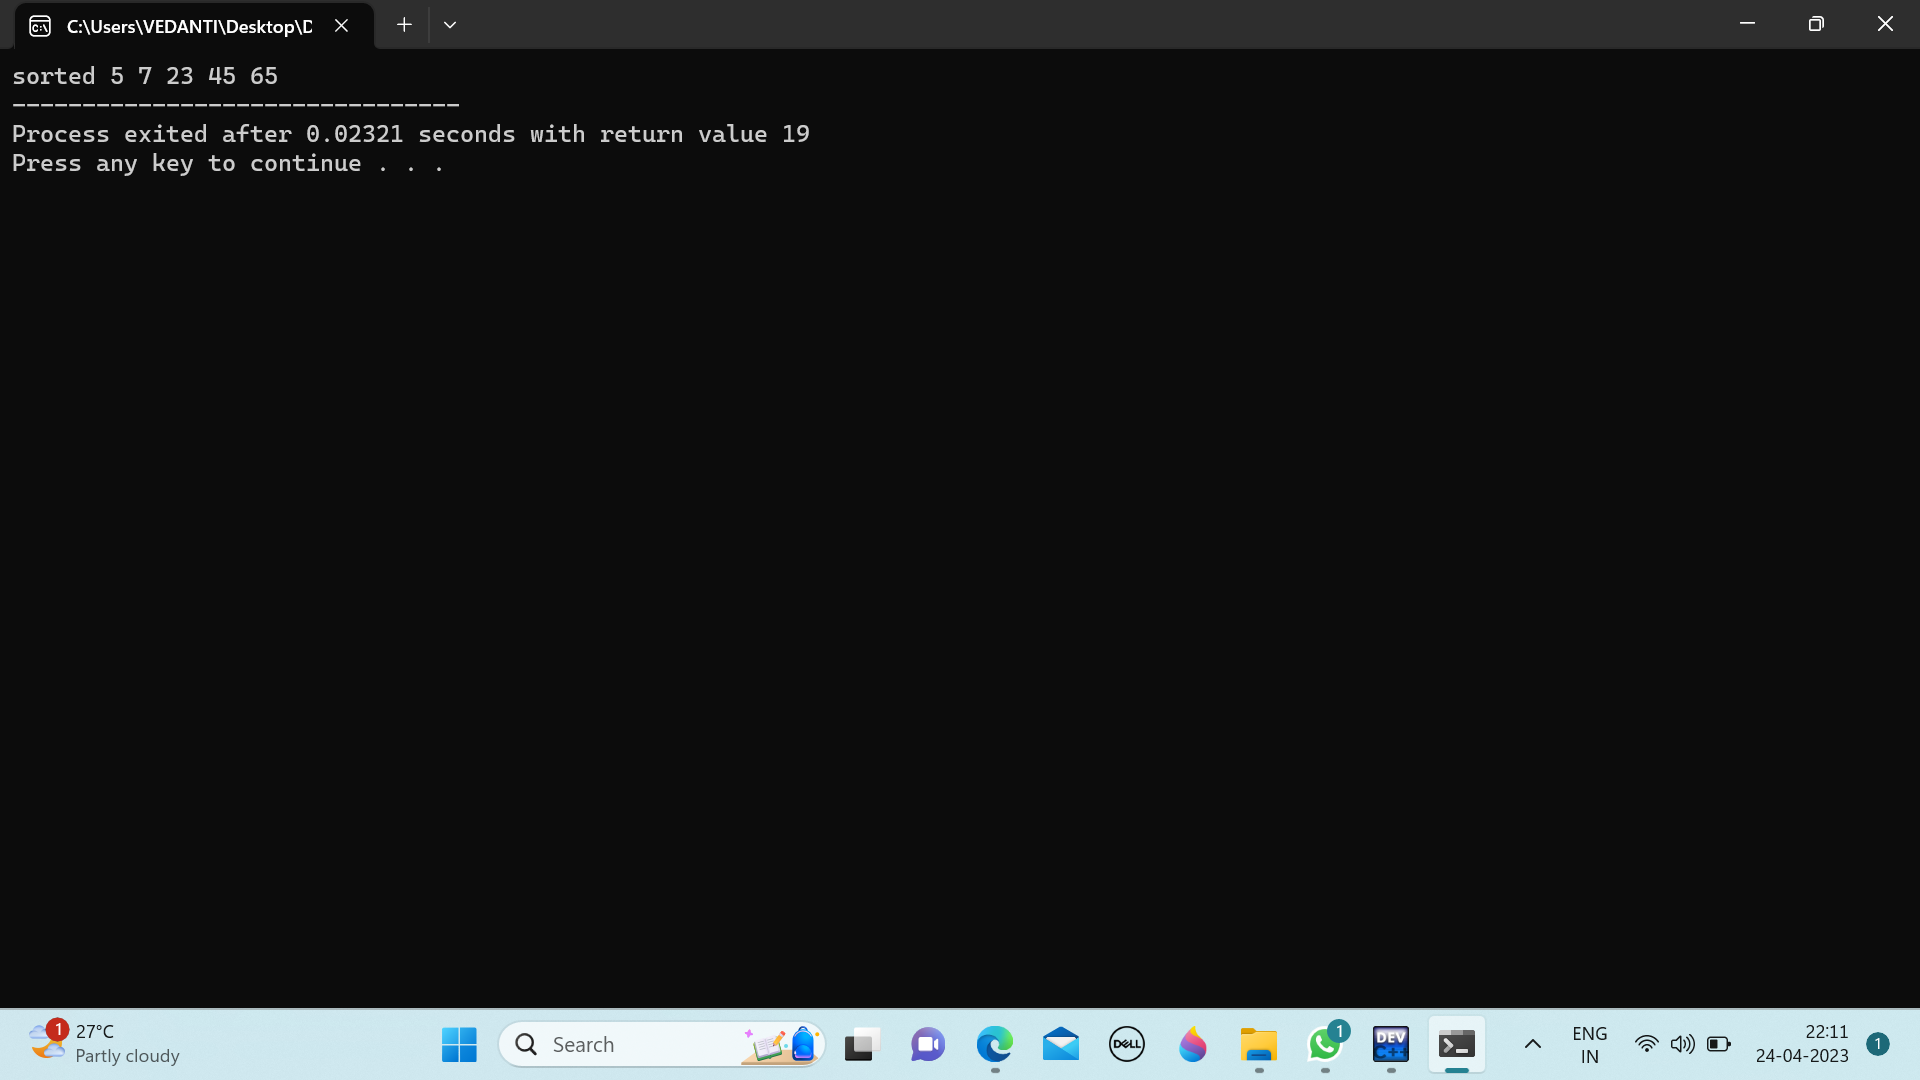 C:\Users\VEDANTI\Desktop\D
sorted 5 7 23 45 65
--------------------------------
Process exited after 0.02321 seconds with return value 19
Press any key to continue . . .
1
27°C
Partly cloudy
Search
DELL
1
DEV
C++
ENG
IN
22:11
24-04-2023
1